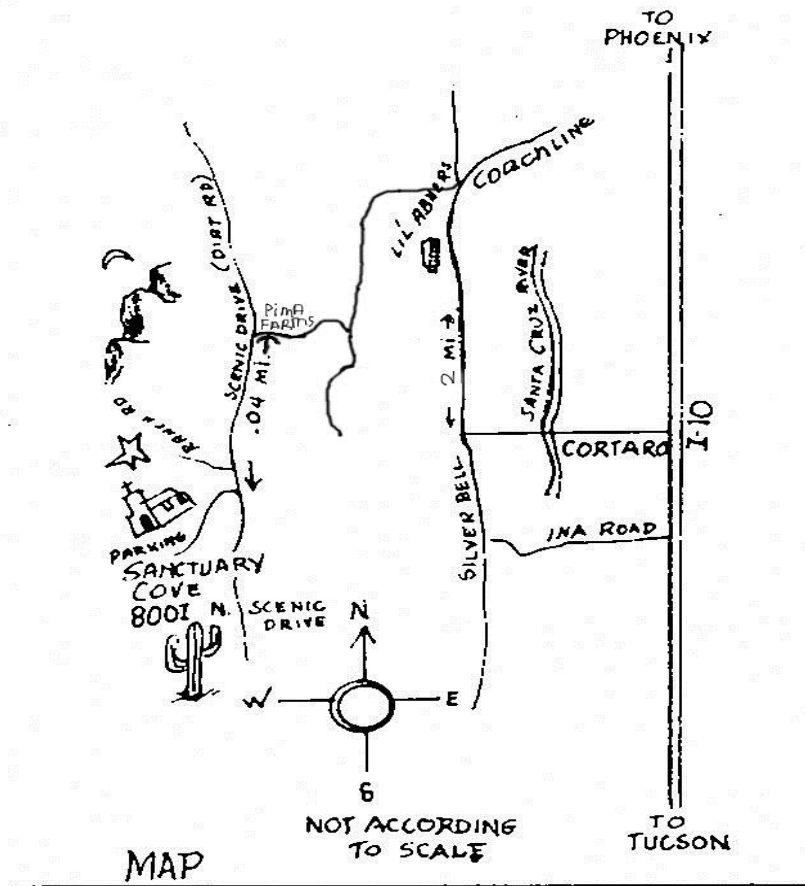 TO
PHOENIX
COACHLINE
LIL' ABNERS
(DIRT RD)
SCENIC DRIVE
PIMA
FARMS
.04 MI.
2 MI
SANTA CRUZ RIVER
I-10
CORTARO
RANCH RD
SILVER BELL
INA ROAD
PARKING
SANCTUARY
COVE
8001 N. SCENIC
DRIVE
N
W
E
S
NOT ACCORDING
TO SCALE
TO
TUCSON
MAP